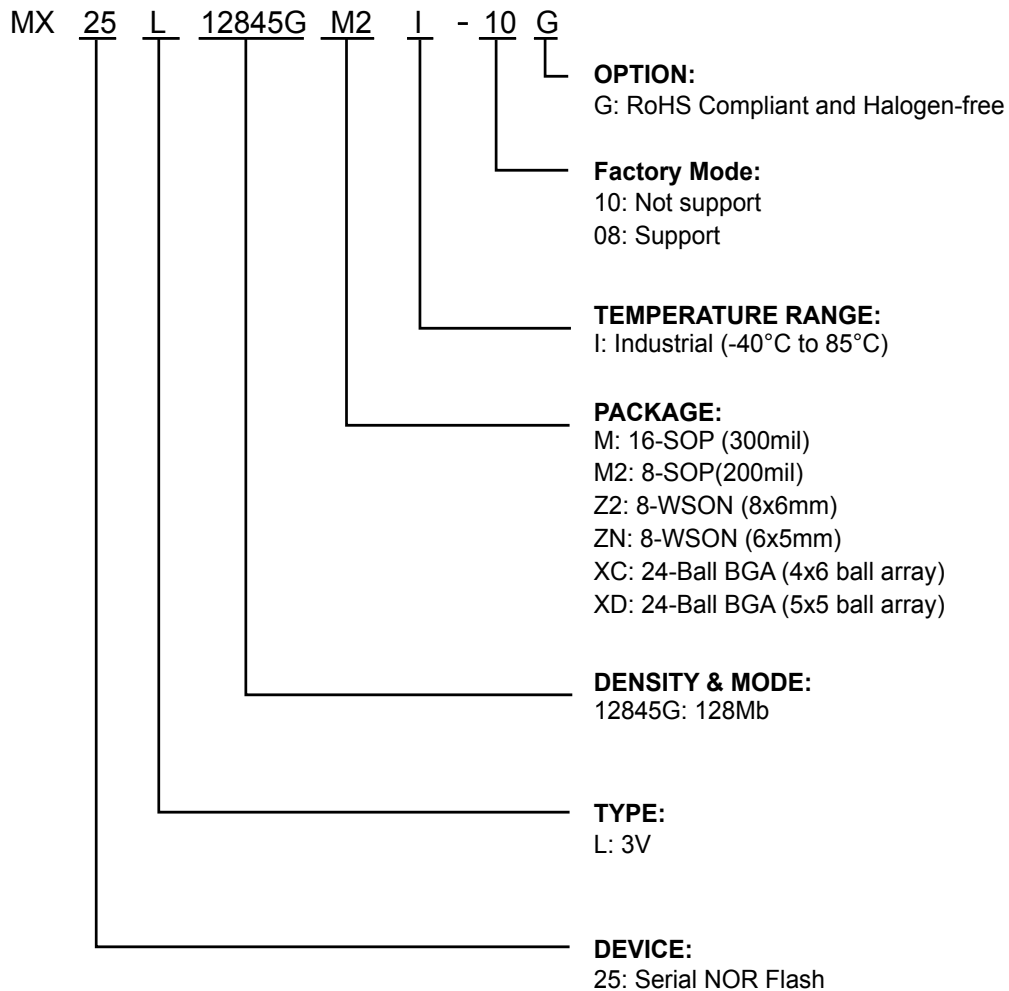 MX 25 L 12845G M2 I - 10 G
OPTION:
G: RoHS Compliant and Halogen-free
Factory Mode:
10: Not support
08: Support
TEMPERATURE RANGE:
I: Industrial (-40°C to 85°C)
PACKAGE:
M: 16-SOP (300mil)
M2: 8-SOP(200mil)
Z2: 8-WSON (8x6mm)
ZN: 8-WSON (6x5mm)
XC: 24-Ball BGA (4x6 ball array)
XD: 24-Ball BGA (5x5 ball array)
DENSITY & MODE:
12845G: 128Mb
TYPE:
L: 3V
DEVICE:
25: Serial NOR Flash